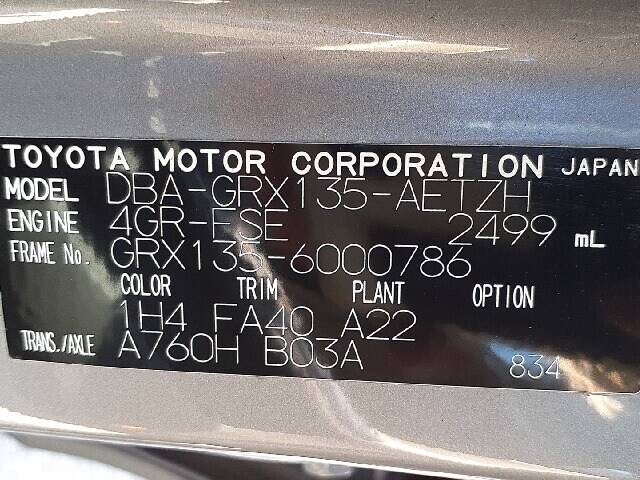 TOYOTA MOTOR CORPORATION JAPAN
MODEL DBA-GRX135-AETZH
ENGINE 4GR-FSE 2499 mL
FRAME No. GRX135-6000786
COLOR TRIM PLANT OPTION
1H4 FA40 A22
TRANS./AXLE A760H B03A 834